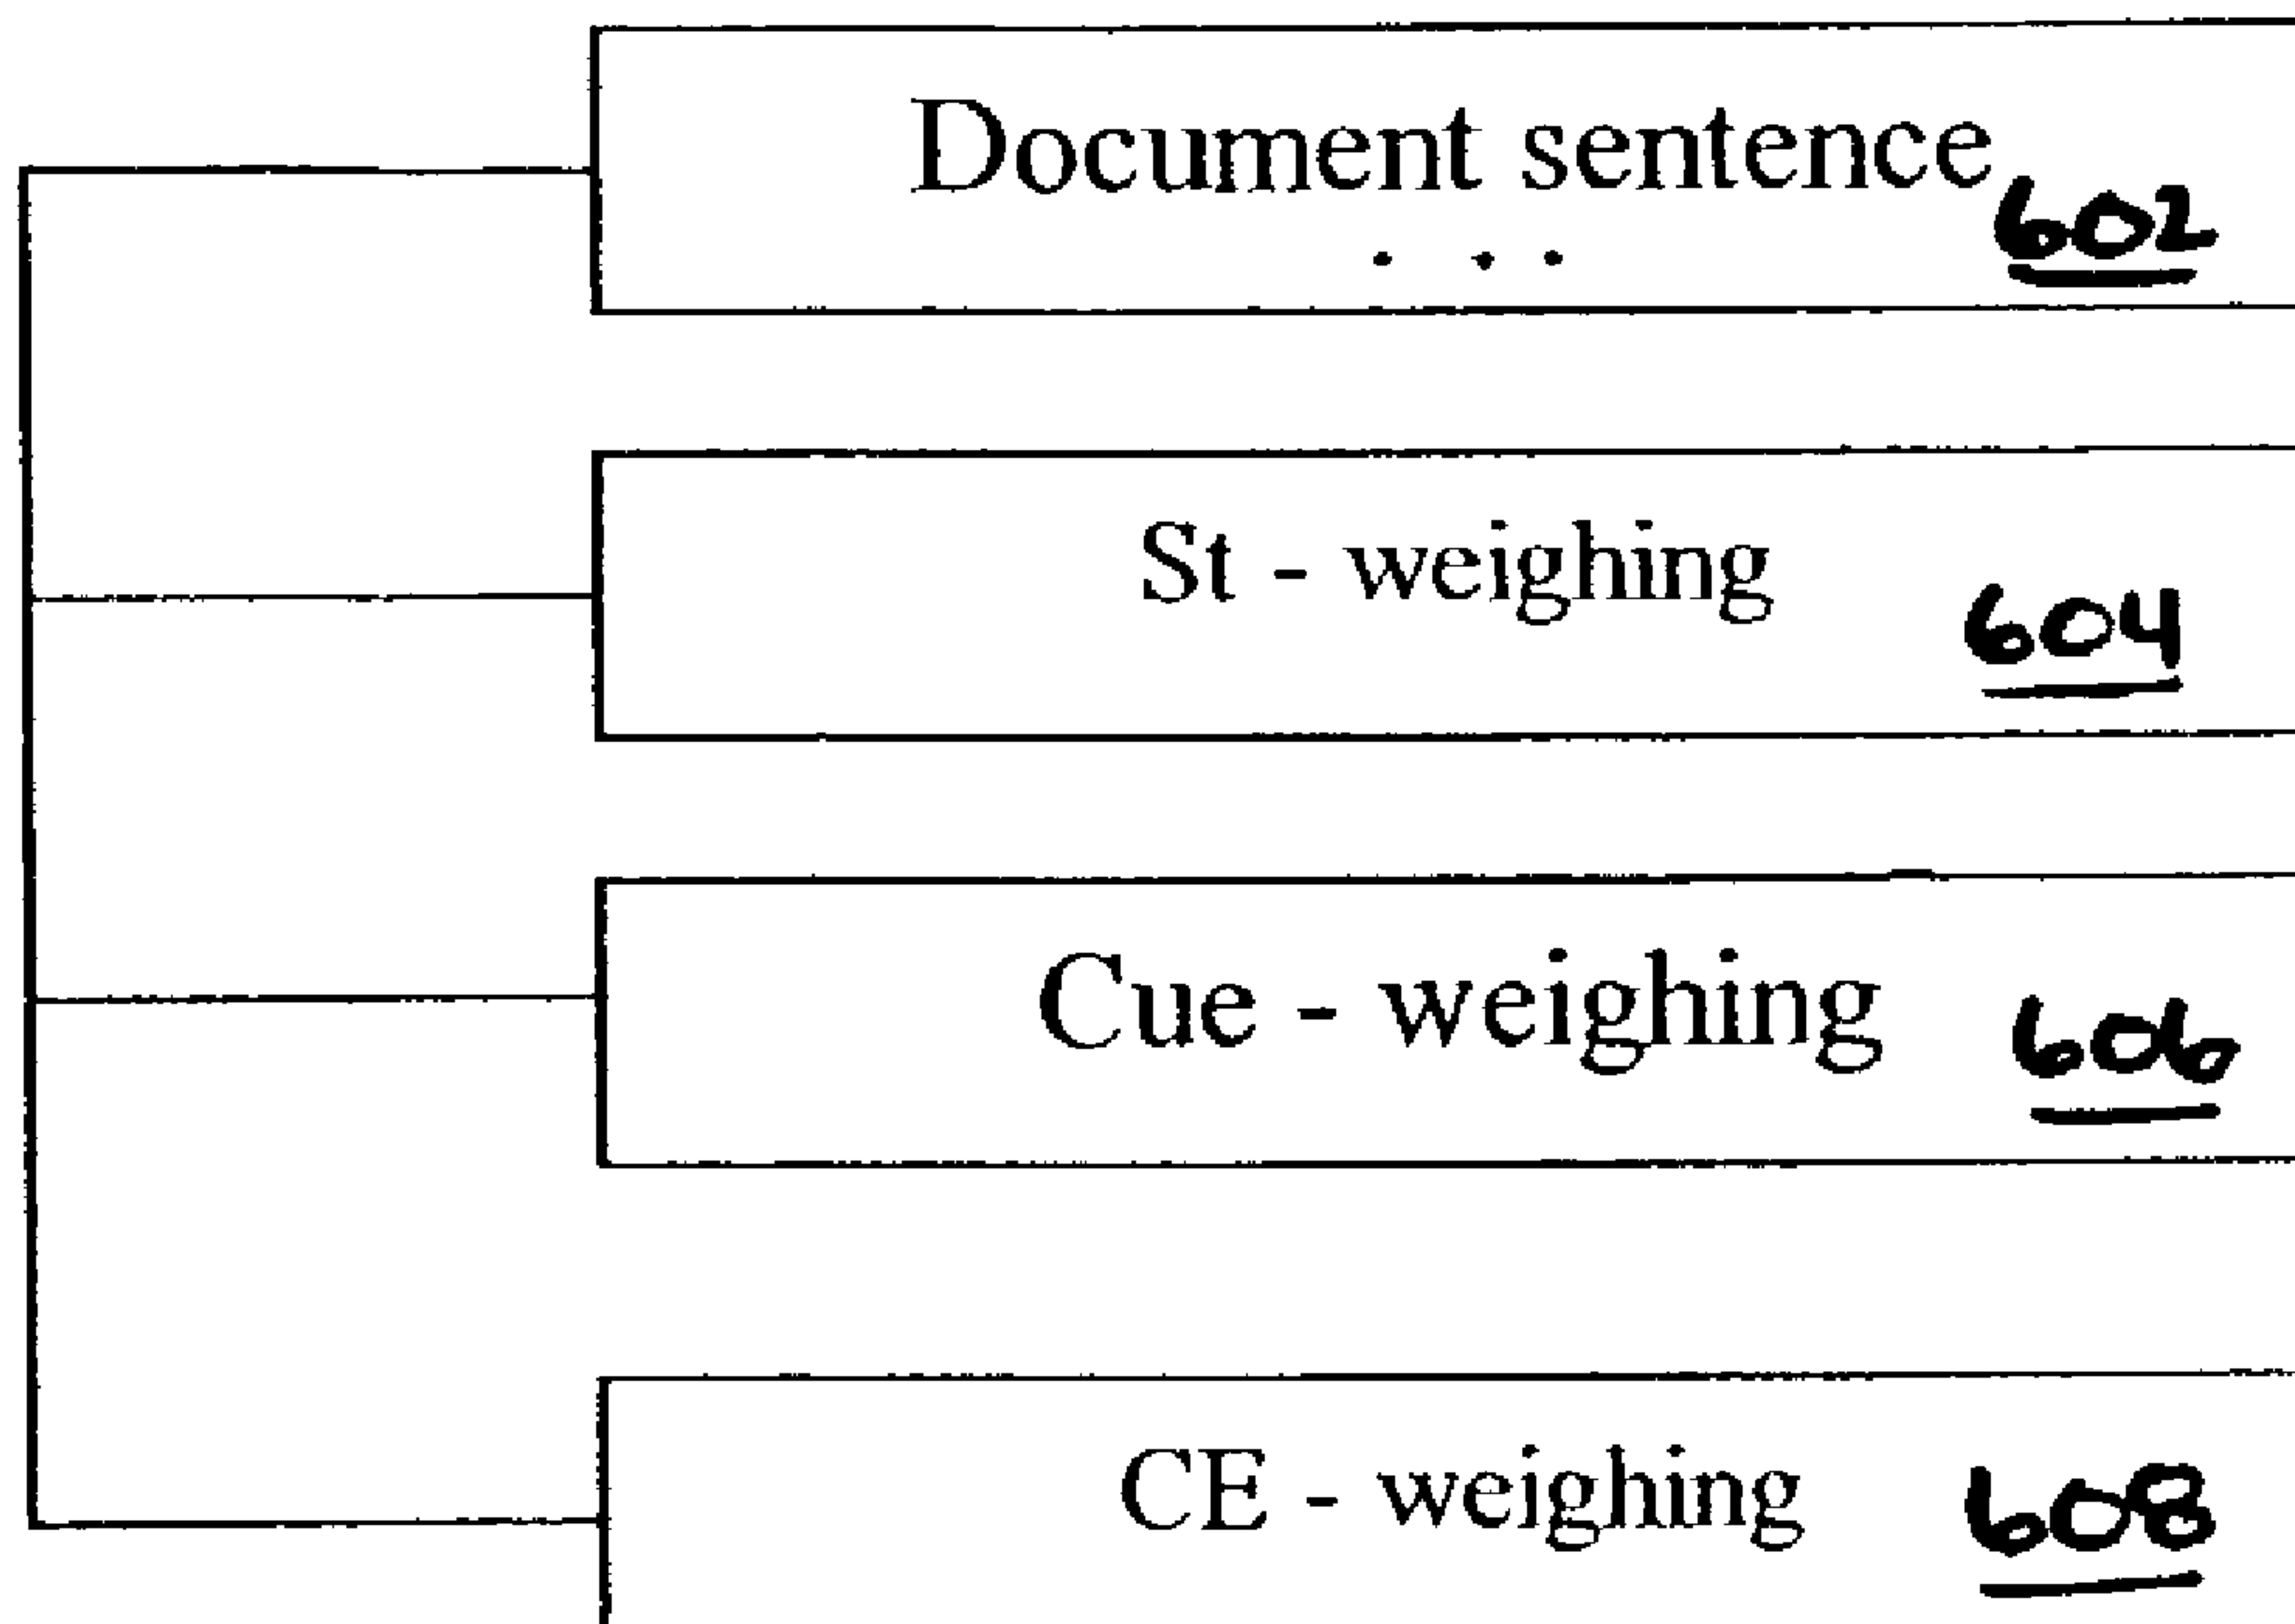 Document sentence
. . .
602
St - weighing
604
Cue - weighing
606
CE - weighing
608